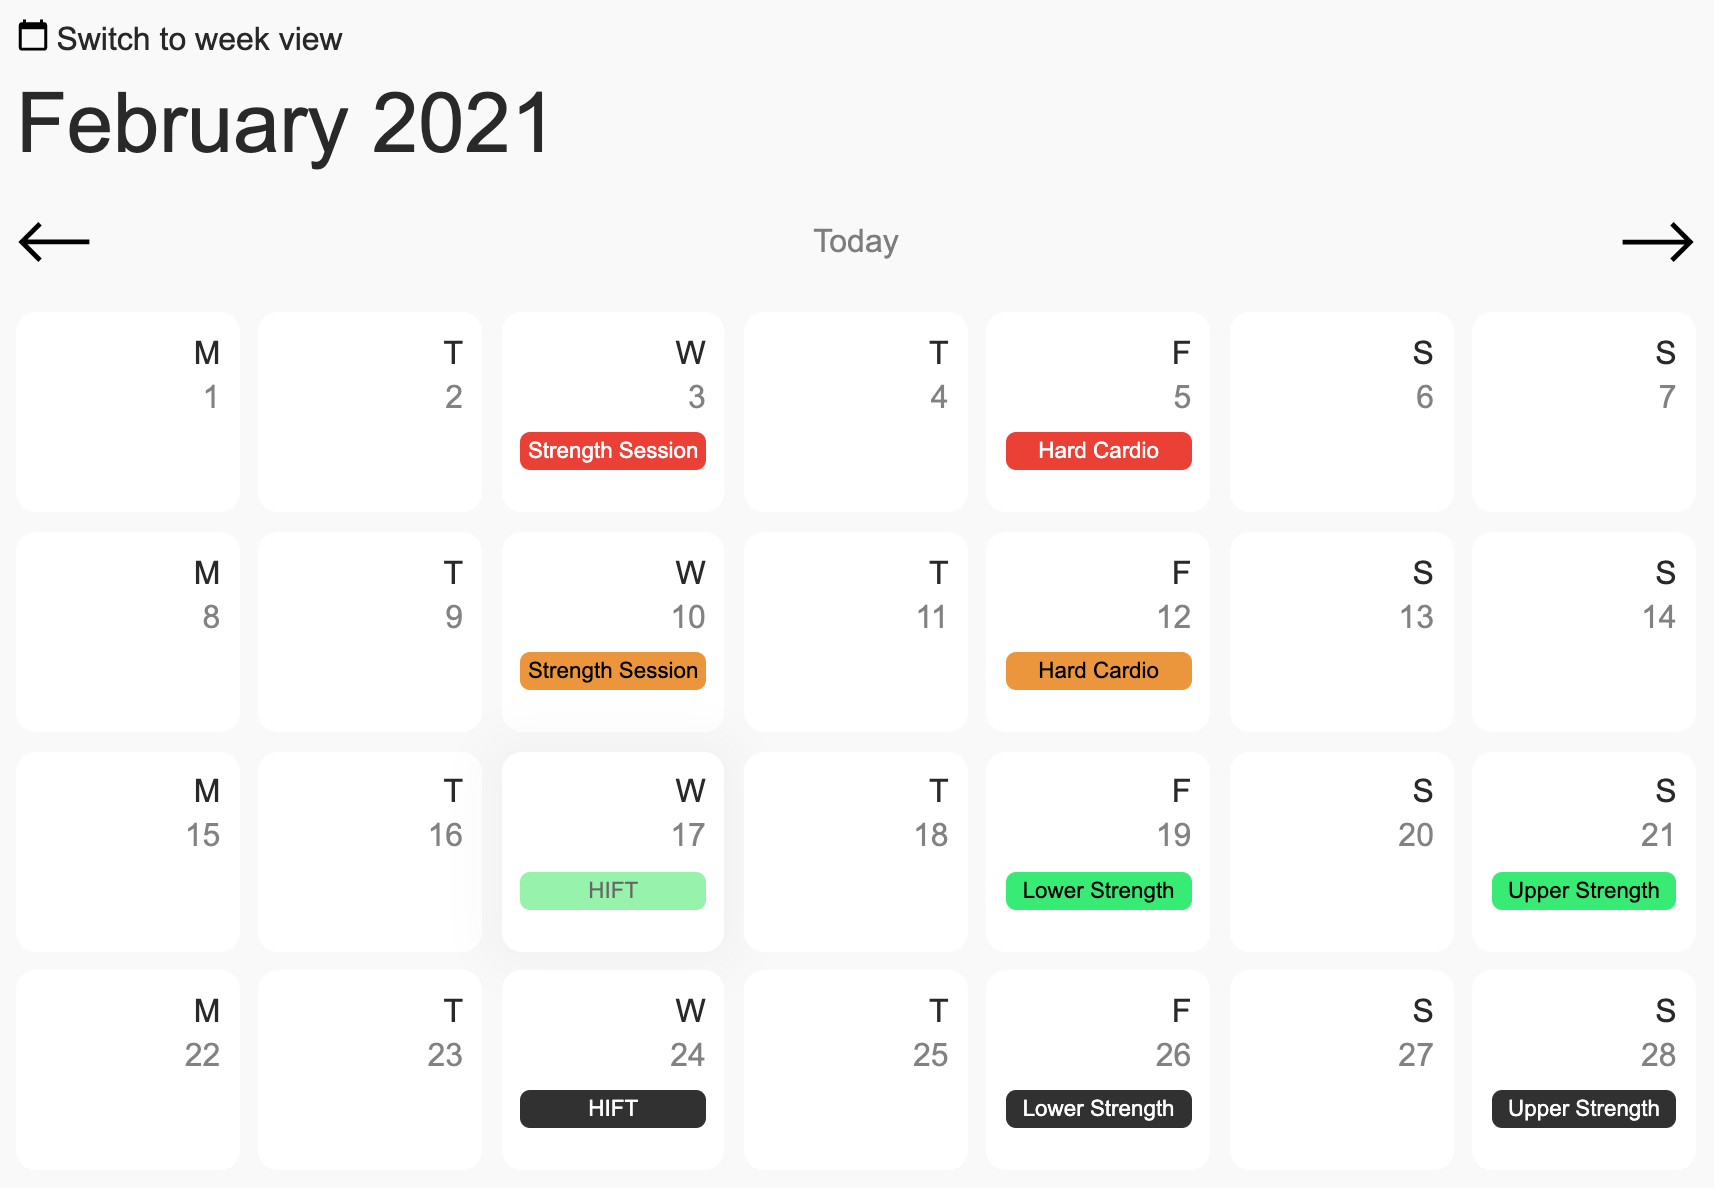 Switch to week view
February 2021
Today
M T W T F S S
1 2 3 4 5 6 7
Strength Session Hard Cardio
M T W T F S S
8 9 10 11 12 13 14
Strength Session Hard Cardio
M T W T F S S
15 16 17 18 19 20 21
HIFT Lower Strength Upper Strength
M T W T F S S
22 23 24 25 26 27 28
HIFT Lower Strength Upper Strength